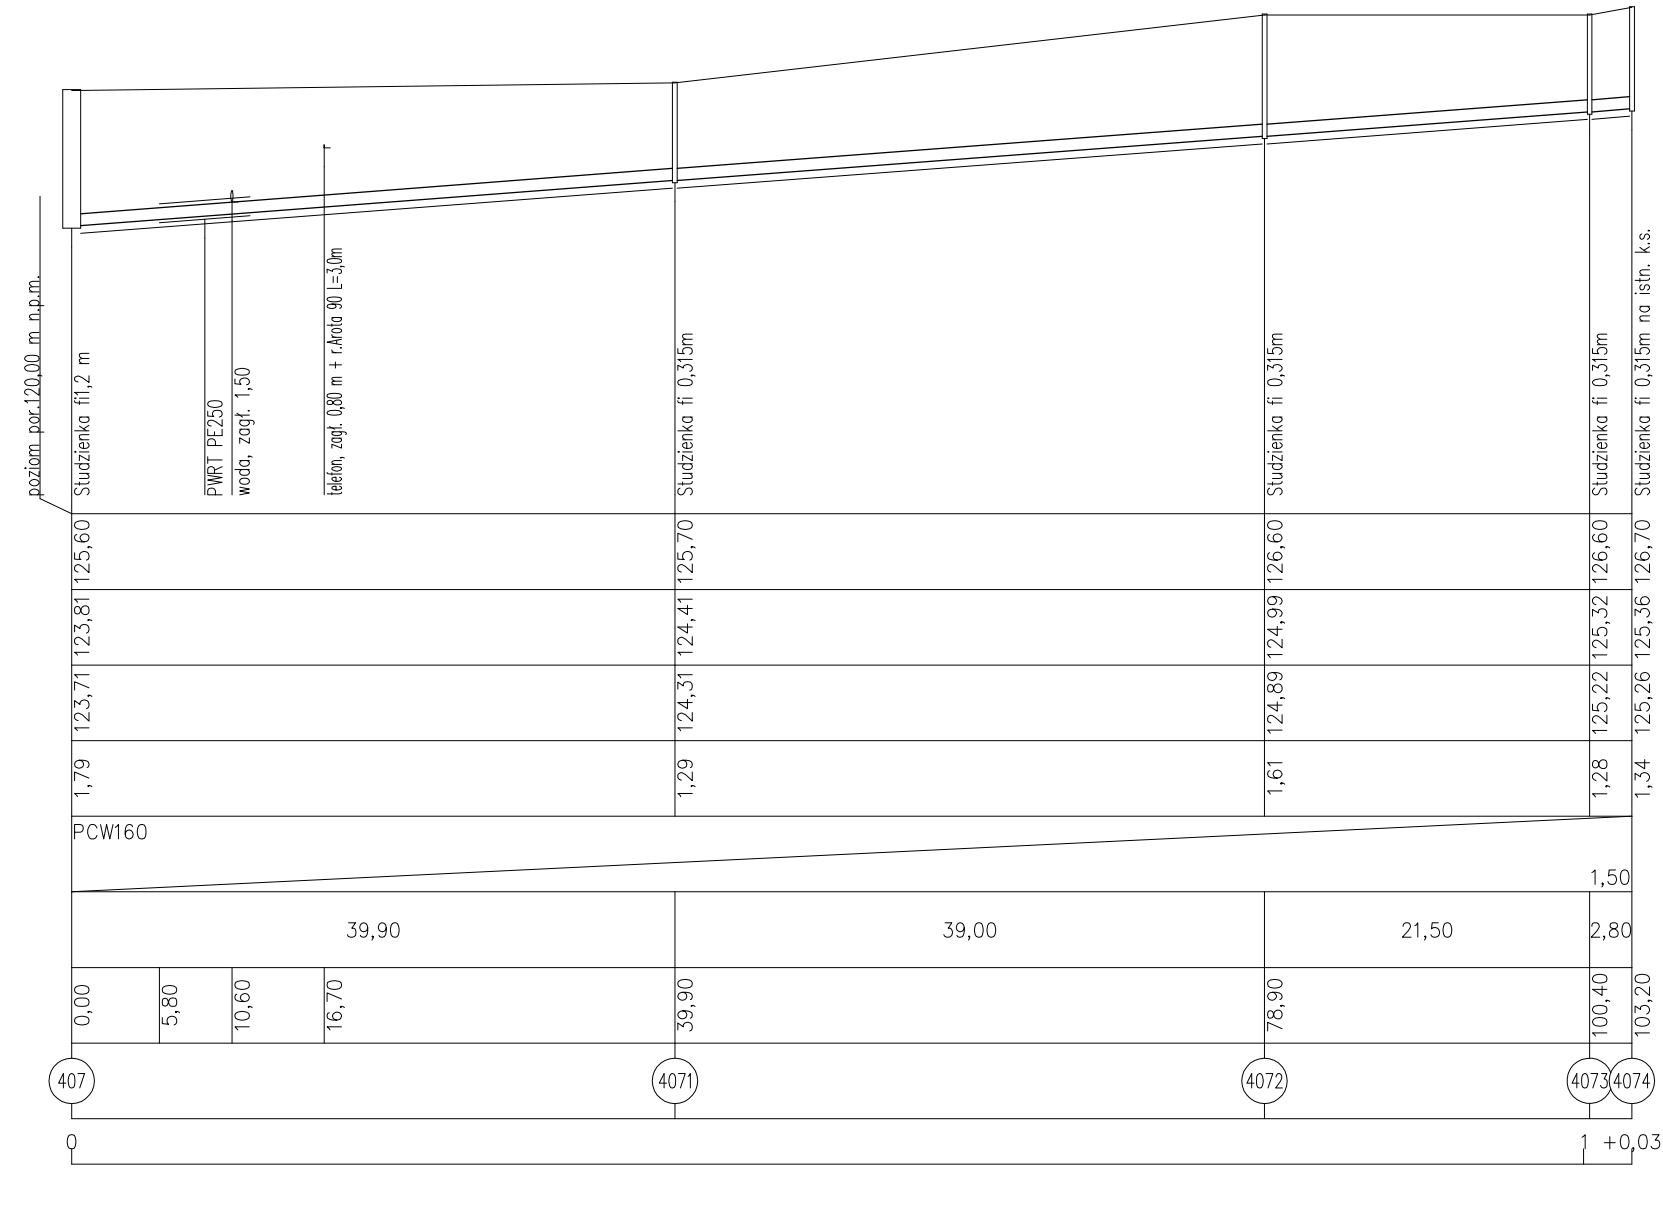 poziom por.120,00 m n.p.m.
Studzienka fi1,2 m
PWRT PE250
woda, zagł. 1,50
telefon, zagł. 0,80 m + r.Arota 90 L=3,0m
Studzienka fi 0,315m
Studzienka fi 0,315m
Studzienka fi 0,315m
Studzienka fi 0,315m na istn. k.s.
125,60 125,70 126,60 126,60 126,70
123,81 124,41 124,99 125,32 125,36
123,71 124,31 124,89 125,22 125,26
1,79 1,29 1,61 1,28 1,34
PCW160
1,50
39,90 39,00 21,50 2,80
0,00 5,80 10,60 16,70 39,90 78,90 100,40 103,20
407 4071 4072 4073 4074
0 1 +0,03